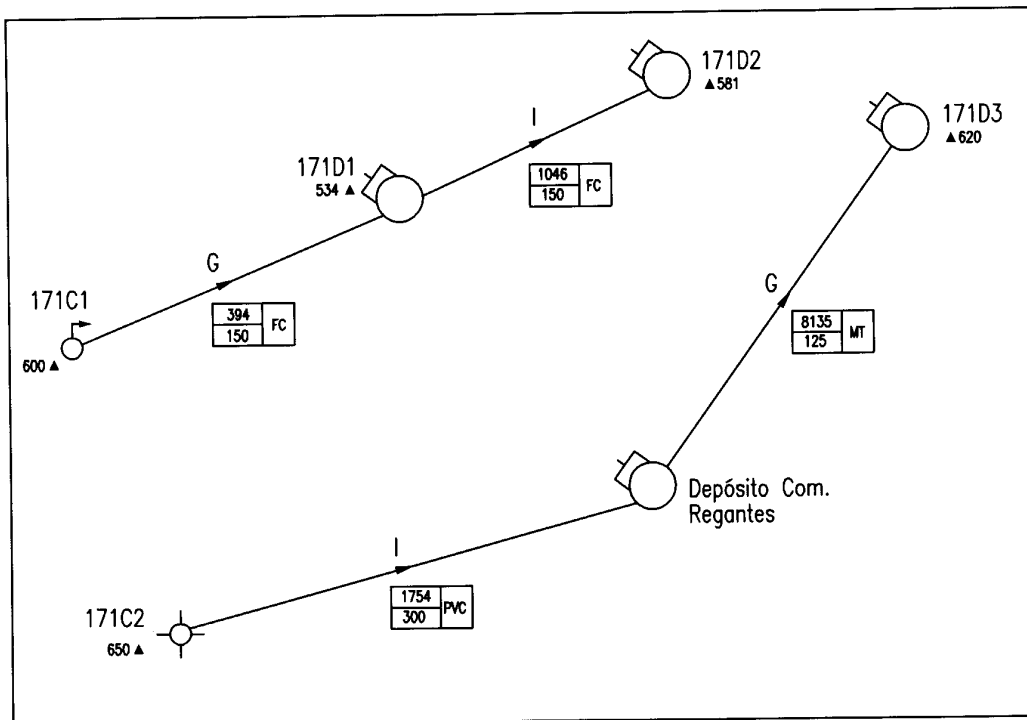 171D2
▲581
171D3
▲620
I
1046
150
FC
171D1
534▲
G
394
150
FC
171C1
600▲
G
8135
125
MT
Depósito Com.
Regantes
I
1754
300
PVC
171C2
650▲